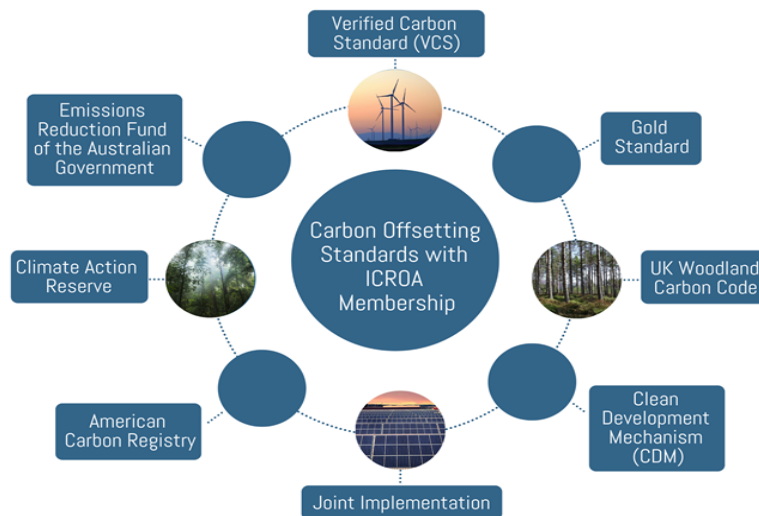 Verified Carbon
Standard (VCS)
Emissions
Reduction Fund
of the Australian
Government
Gold
Standard
Carbon Offsetting
Standards with
ICROA
Membership
Climate Action
Reserve
UK Woodland
Carbon Code
American
Carbon Registry
Clean
Development
Mechanism
(CDM)
Joint Implementation